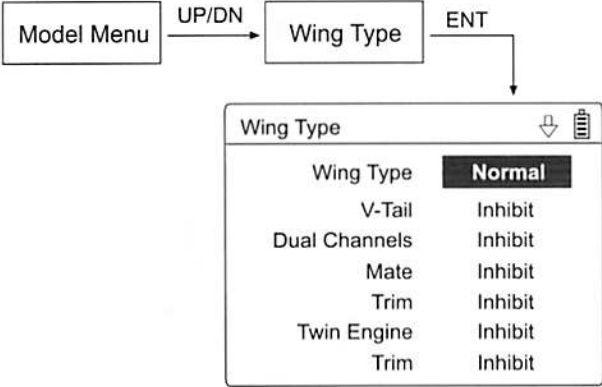 Model Menu UP/DN Wing Type ENT
Wing Type
Wing Type Normal
V-Tail Inhibit
Dual Channels Inhibit
Mate Inhibit
Trim Inhibit
Twin Engine Inhibit
Trim Inhibit